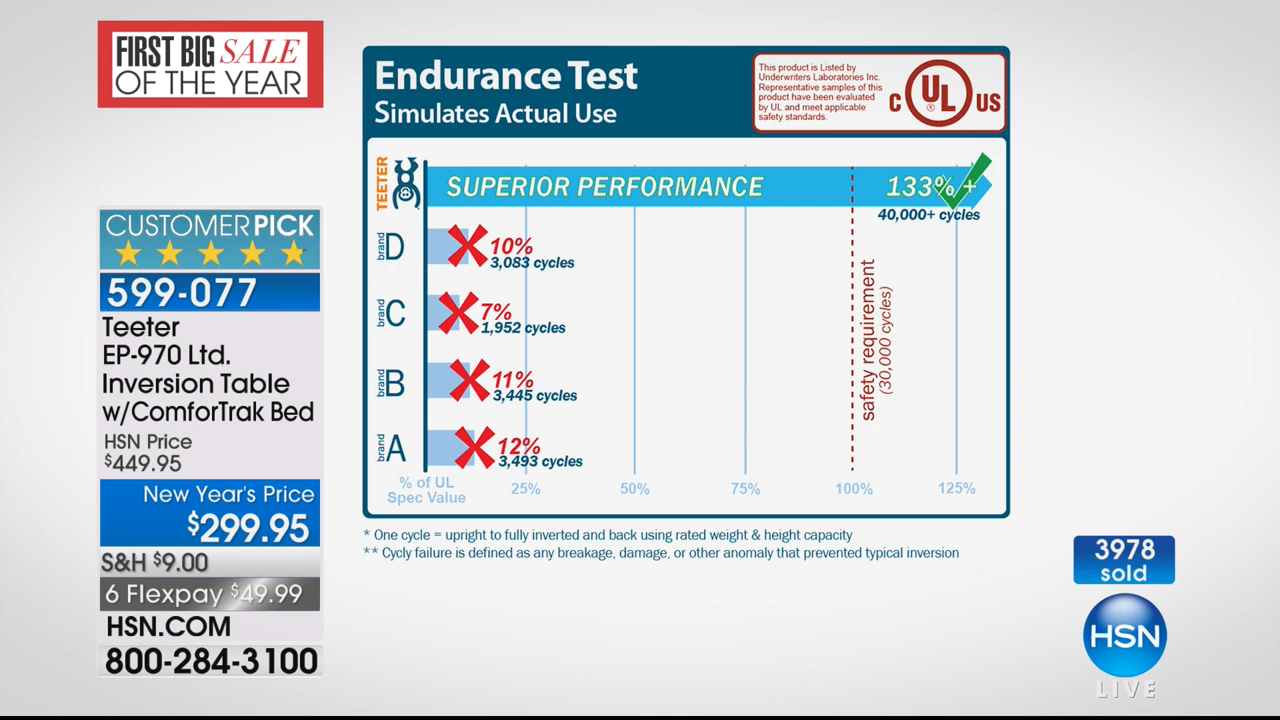 FIRST BIG SALE
OF THE YEAR
CUSTOMER PICK
599-077
Teeter
EP-970 Ltd.
Inversion Table
w/ComforTrak Bed
HSN Price
$449.95
New Year's Price
$299.95
S&H $9.00
6 Flexpay $49.99
HSN.COM
800-284-3100
Endurance Test
Simulates Actual Use
This product is Listed by
Underwriters Laboratories Inc.
Representative samples of this
product have been evaluated
by UL and meet applicable
safety standards.
C UL ® US
TEETER
SUPERIOR PERFORMANCE
133% +
40,000+ cycles
brand D
10%
3,083 cycles
brand C
7%
1,952 cycles
brand B
11%
3,445 cycles
brand A
12%
3,493 cycles
safety requirement
(30,000 cycles)
% of UL
Spec Value
25%
50%
75%
100%
125%
* One cycle = upright to fully inverted and back using rated weight & height capacity
** Cycly failure is defined as any breakage, damage, or other anomaly that prevented typical inversion
3978
sold
HSN
LIVE